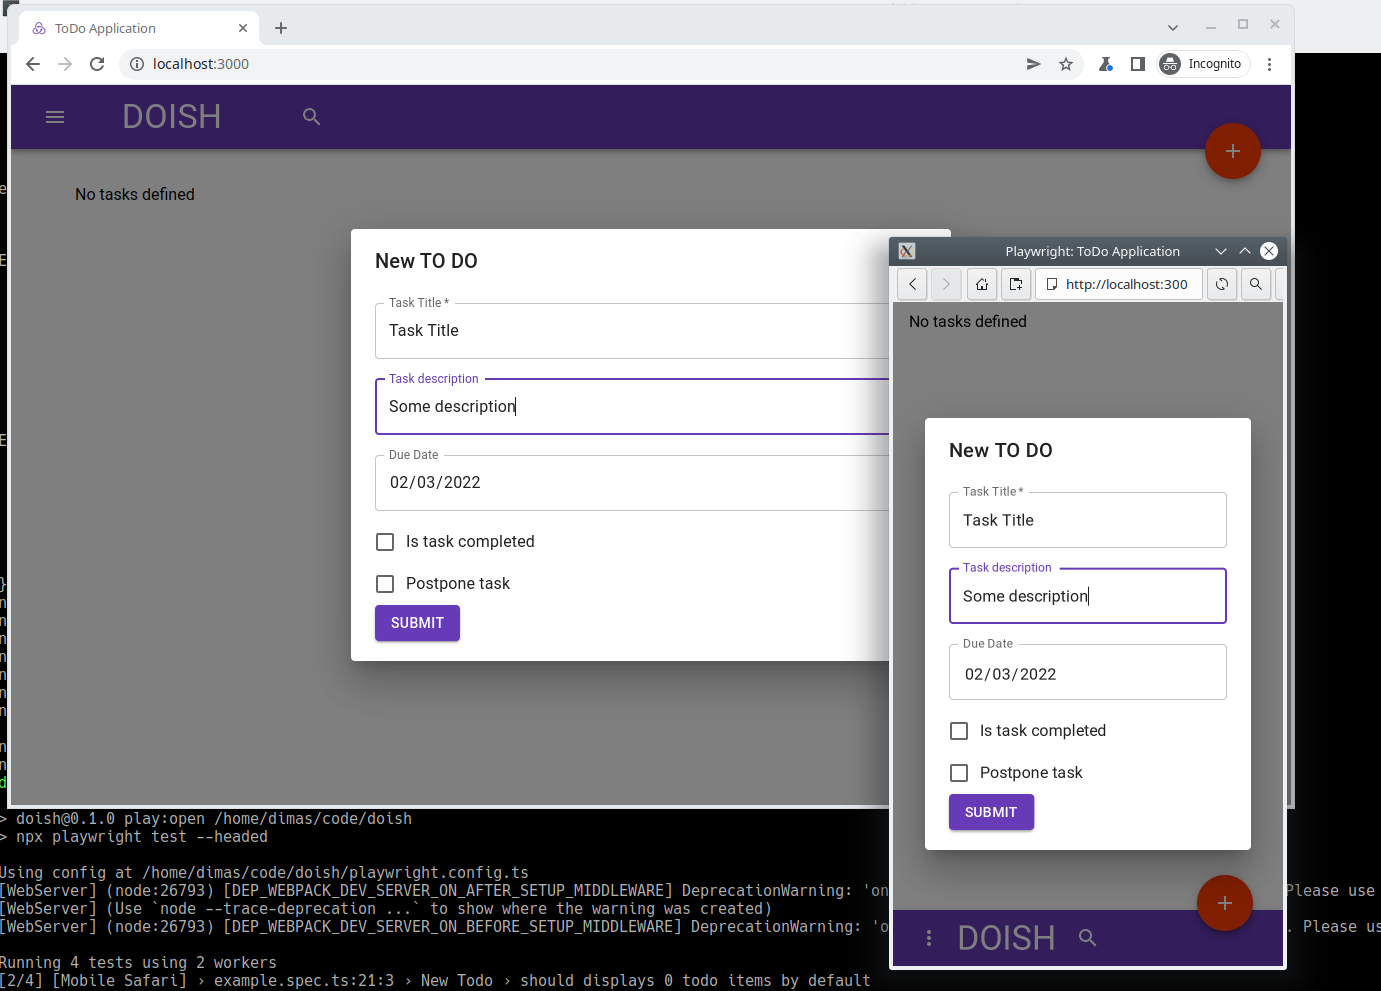 ToDo Application
localhost:3000
Incognito
DOISH
No tasks defined
New TO DO
Task Title *
Task Title
Task description
Some description
Due Date
02/03/2022
Is task completed
Postpone task
SUBMIT
Playwright: ToDo Application
http://localhost:300
No tasks defined
New TO DO
Task Title *
Task Title
Task description
Some description
Due Date
02/03/2022
Is task completed
Postpone task
SUBMIT
DOISH
e
E
E
}
n
n
n
n
n
n
n
n
n
d
> doish@0.1.0 play:open /home/dimas/code/doish
> npx playwright test --headed
Using config at /home/dimas/code/doish/playwright.config.ts
[WebServer] (node:26793) [DEP_WEBPACK_DEV_SERVER_ON_AFTER_SETUP_MIDDLEWARE] DeprecationWarning: 'on Please use
[WebServer] (Use `node --trace-deprecation ...` to show where the warning was created)
[WebServer] (node:26793) [DEP_WEBPACK_DEV_SERVER_ON_BEFORE_SETUP_MIDDLEWARE] DeprecationWarning: 'o . Please us
Running 4 tests using 2 workers
[2/4] [Mobile Safari] › example.spec.ts:21:3 › New Todo › should displays 0 todo items by default